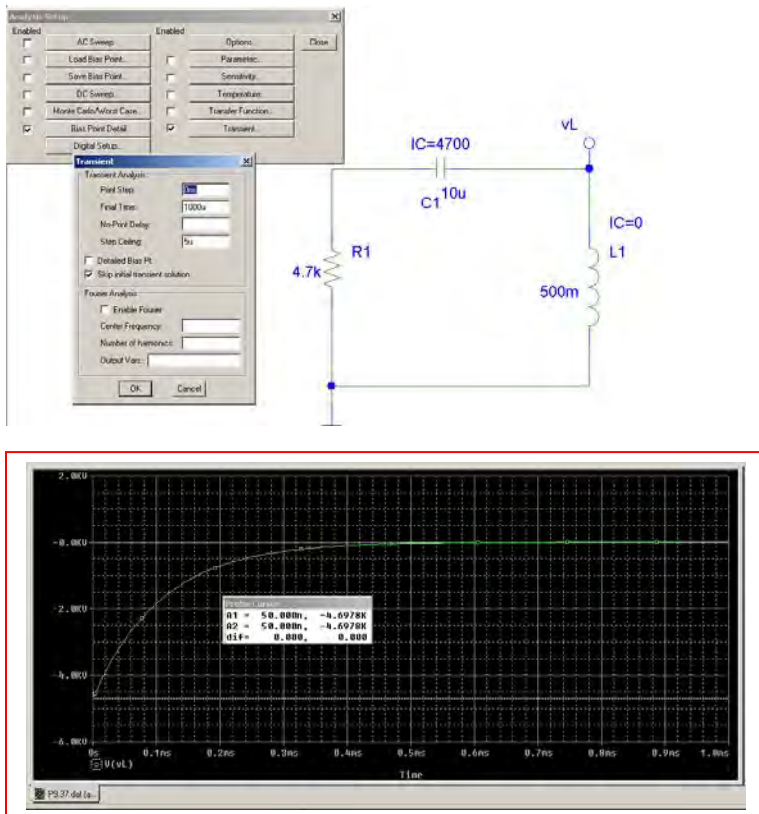 Analysis Setup
Enabled
Enabled
AC Sweep...
Options...
Close
Load Bias Point...
Parametric...
Save Bias Point...
Sensitivity...
DC Sweep...
Temperature...
Monte Carlo/Worst Case...
Transfer Function...
Bias Point Detail
Transient...
Digital Setup...
Transient
Transient Analysis
Print Step:
Final Time: 1000u
No-Print Delay:
Step Ceiling: 5u
Detailed Bias Pt.
Skip initial transient solution
Fourier Analysis
Enable Fourier
Center Frequency:
Number of harmonics:
Output Vars.:
OK
Cancel
IC=4700
C1
10u
vL
R1
4.7k
IC=0
L1
500m
2.0KV
-0.0KV
-2.0KV
-4.0KV
-6.0KV
Probe Cursor
A1 = 50.000n, -4.6978K
A2 = 50.000n, -4.6978K
dif= 0.000, 0.000
0s
0.1ms
0.2ms
0.3ms
0.4ms
0.5ms
0.6ms
0.7ms
0.8ms
0.9ms
1.0ms
V(vL)
Time
P9.37.dat (a...